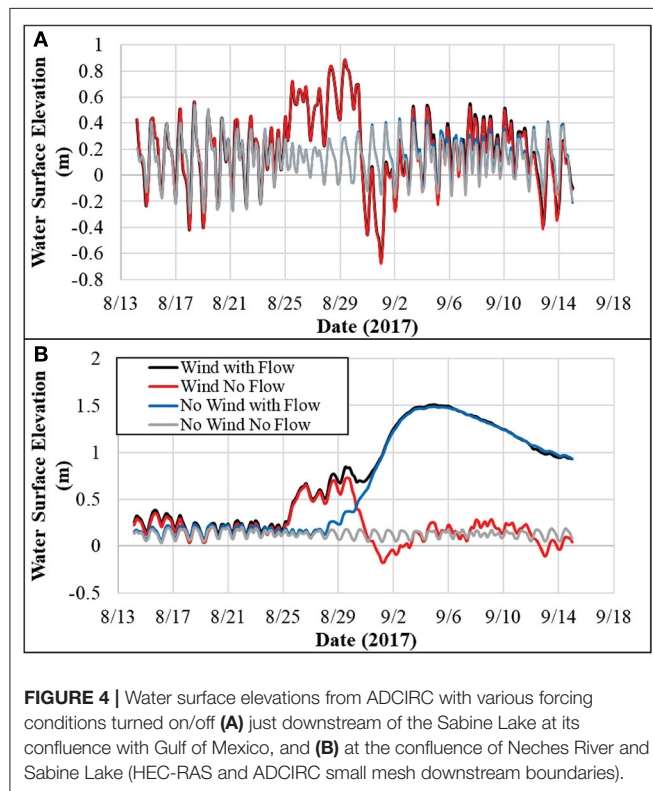 A
Water Surface Elevation
(m)
1
0.8
0.6
0.4
0.2
0
-0.2
-0.4
-0.6
-0.8
8/13 8/17 8/21 8/25 8/29 9/2 9/6 9/10 9/14 9/18
Date (2017)
B
Water Surface Elevation
(m)
2
1.5
1
0.5
0
-0.5
Wind with Flow
Wind No Flow
No Wind with Flow
No Wind No Flow
8/13 8/17 8/21 8/25 8/29 9/2 9/6 9/10 9/14 9/18
Date (2017)
FIGURE 4 | Water surface elevations from ADCIRC with various forcing
conditions turned on/off (A) just downstream of the Sabine Lake at its
confluence with Gulf of Mexico, and (B) at the confluence of Neches River and
Sabine Lake (HEC-RAS and ADCIRC small mesh downstream boundaries).